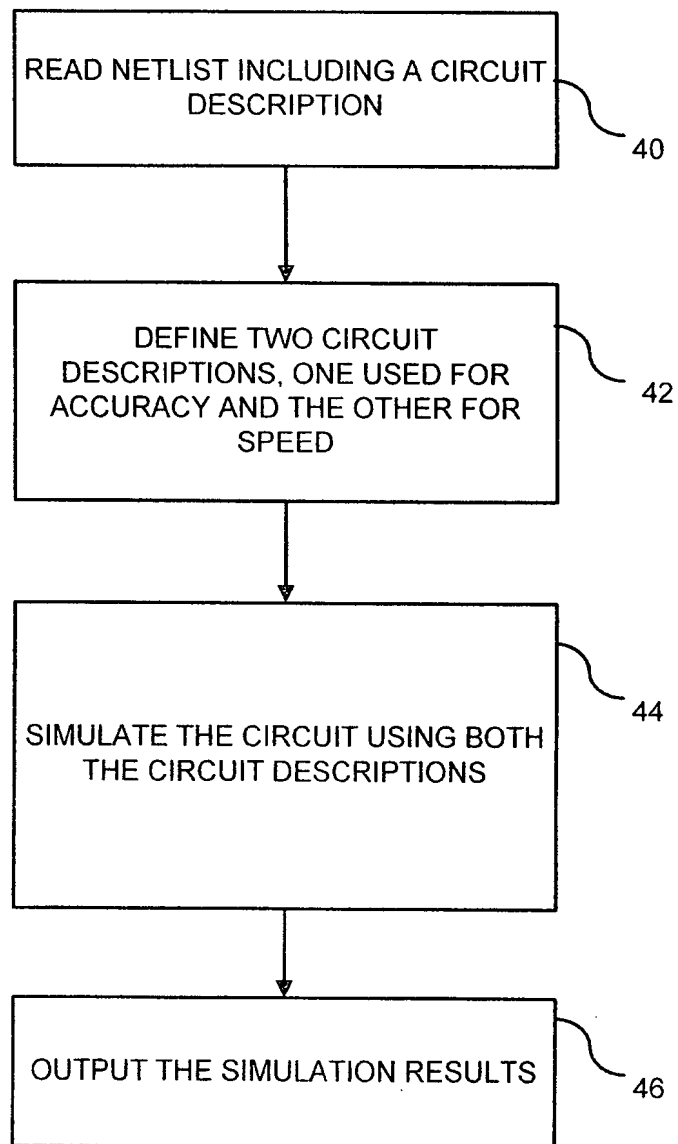 READ NETLIST INCLUDING A CIRCUIT
DESCRIPTION
40
DEFINE TWO CIRCUIT
DESCRIPTIONS, ONE USED FOR
ACCURACY AND THE OTHER FOR
SPEED
42
SIMULATE THE CIRCUIT USING BOTH
THE CIRCUIT DESCRIPTIONS
44
OUTPUT THE SIMULATION RESULTS
46